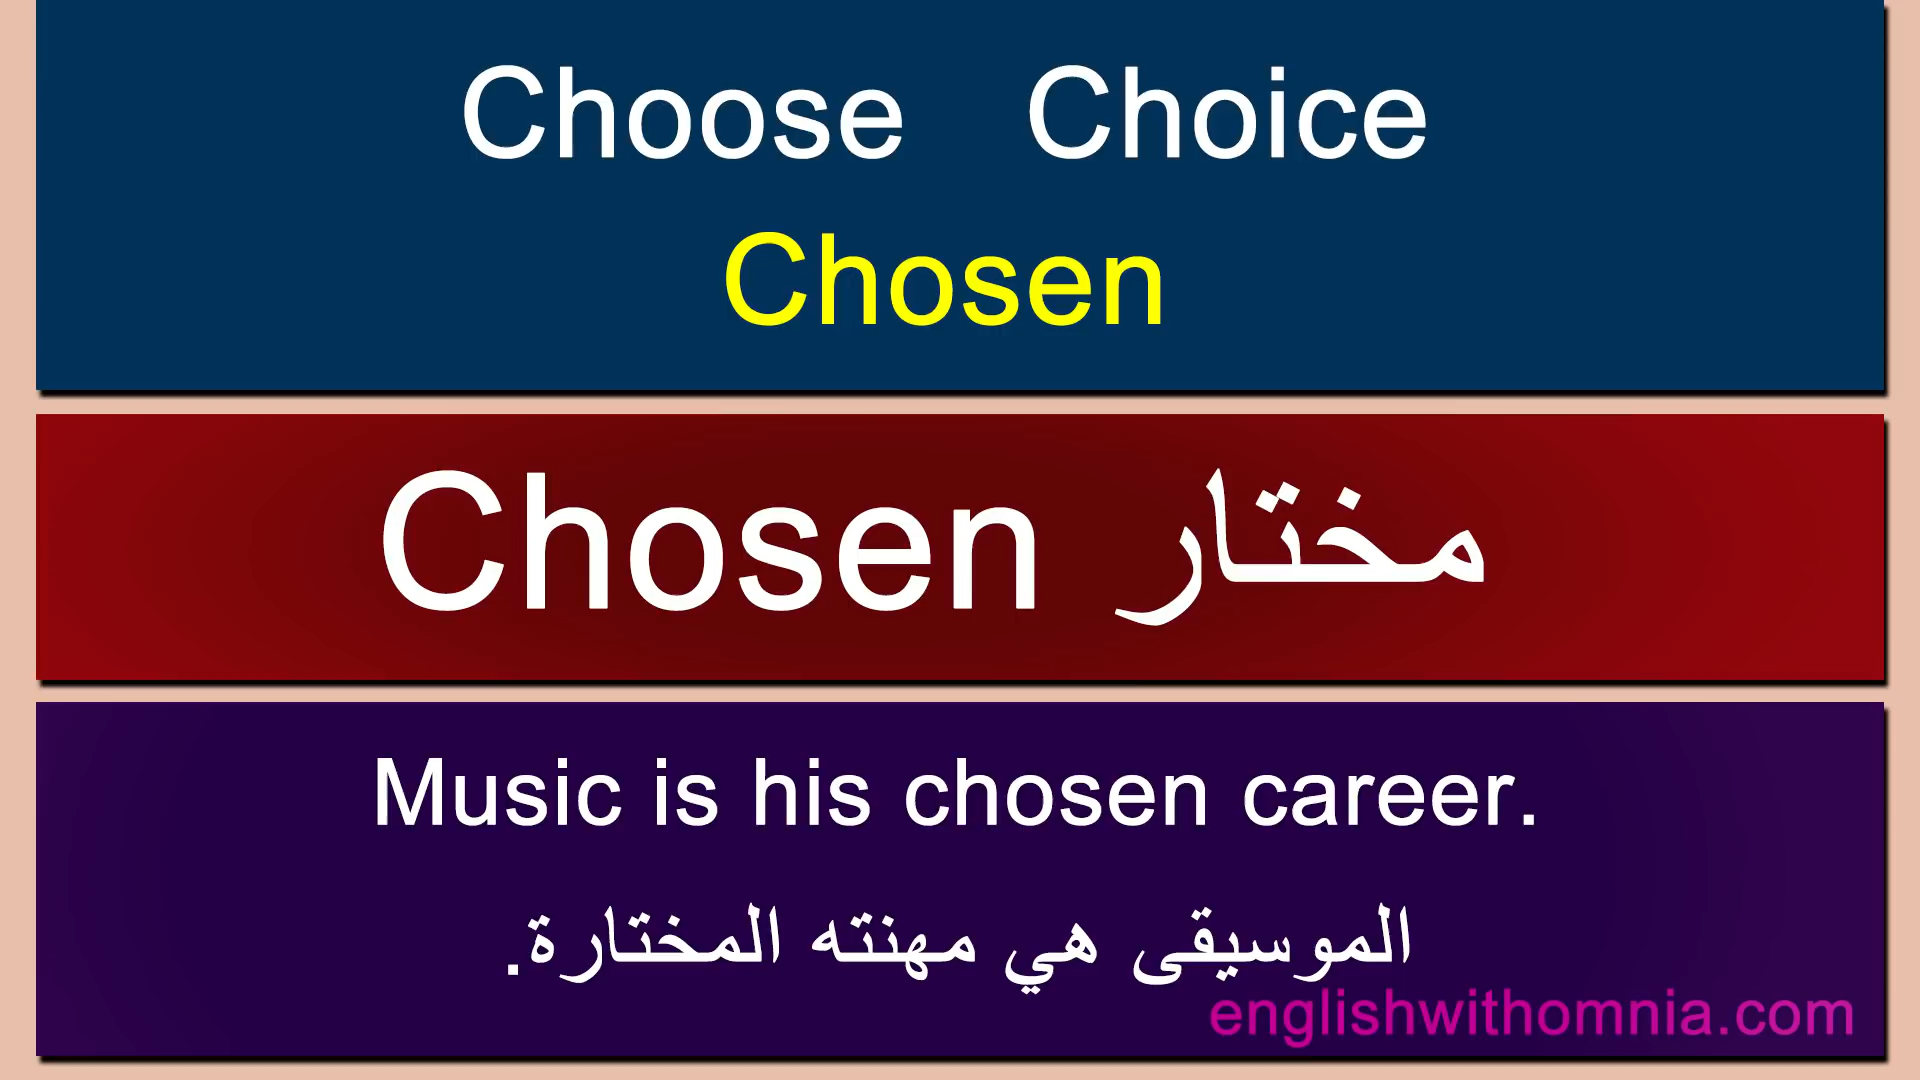 Choose Choice
Chosen
Chosen مختار
Music is his chosen career.
الموسيقى هي مهنته المختارة.
englishwithomnia.com